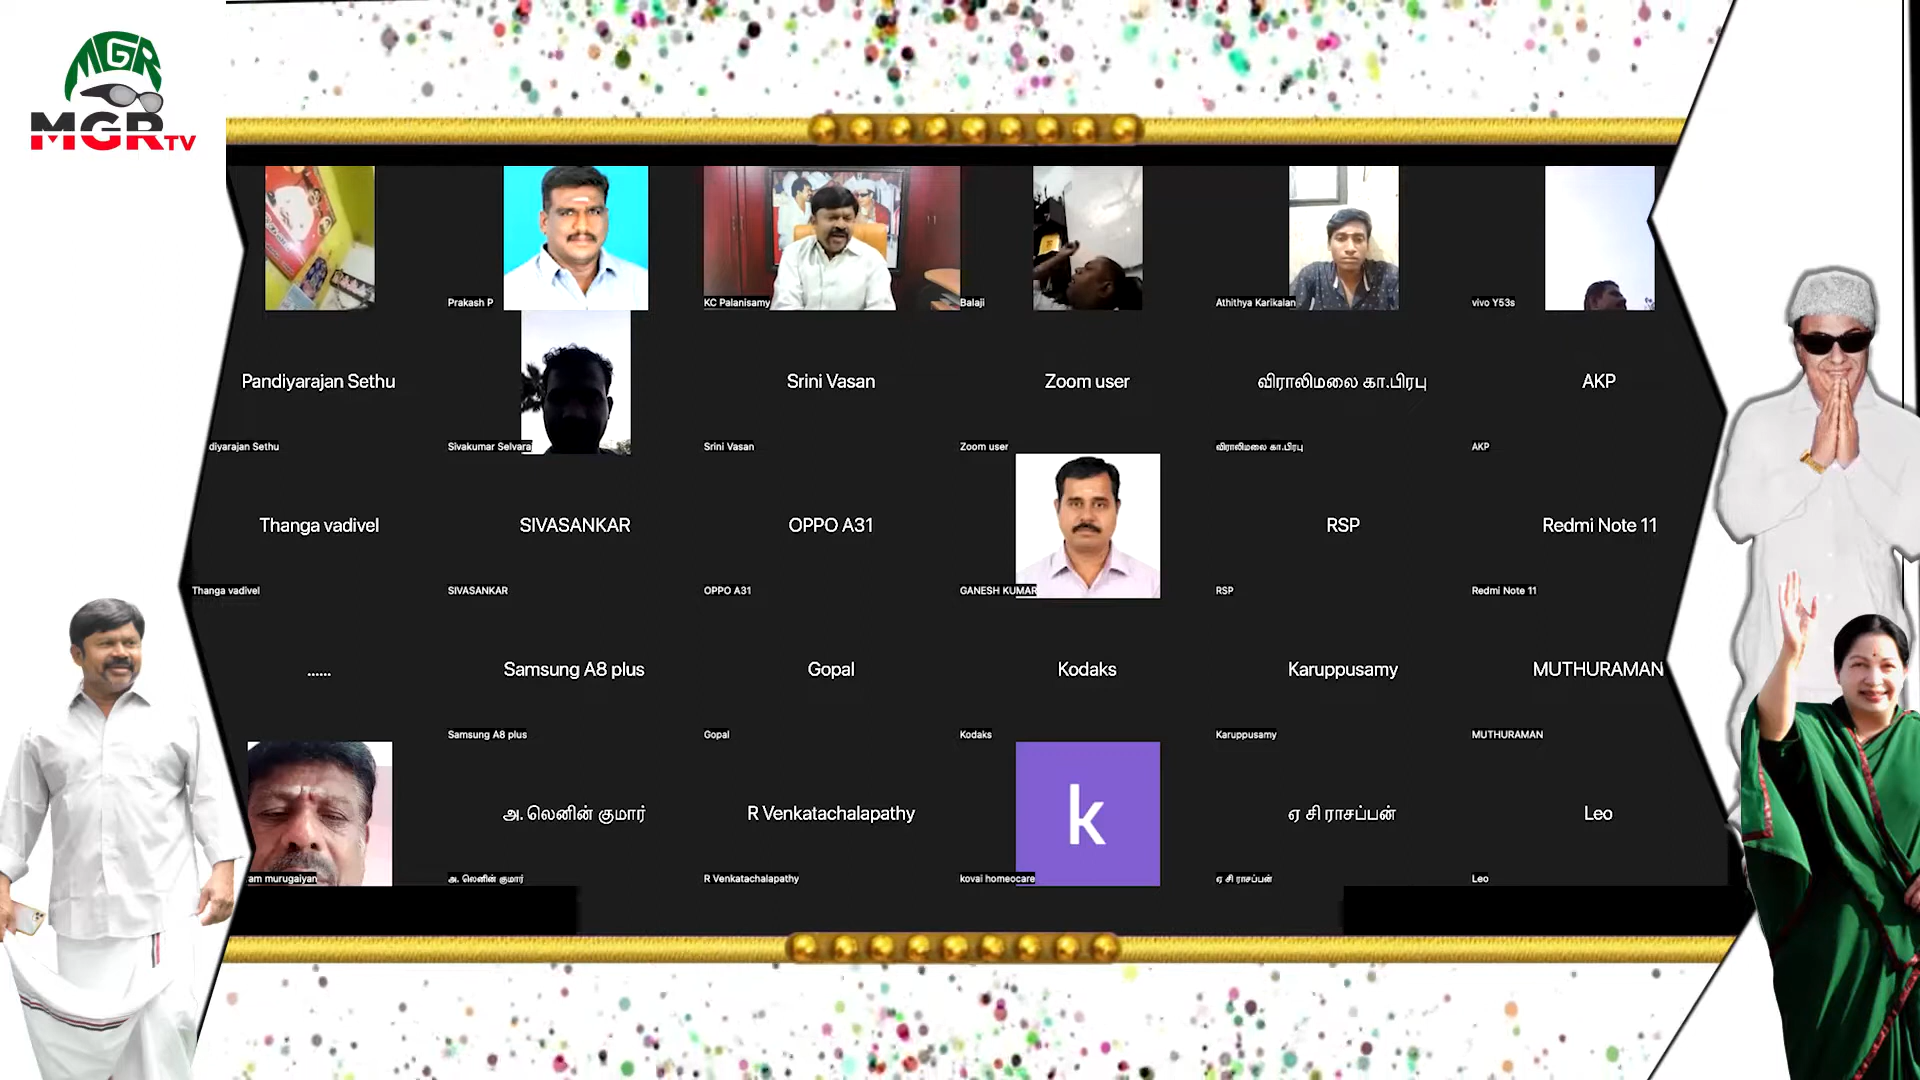 MGR
MGR TV
Prakash P
KC Palanisamy
Balaji
Athithya Karikalan
vivo Y53s
Pandiyarajan Sethu
Srini Vasan
Zoom user
விராலிமலை கா.பிரபு
AKP
diyarajan Sethu
Sivakumar Selvaraj
Srini Vasan
Zoom user
விராலிமலை கா.பிரபு
AKP
Thanga vadivel
SIVASANKAR
OPPO A31
RSP
Redmi Note 11
Thanga vadivel
SIVASANKAR
OPPO A31
GANESH KUMAR
RSP
Redmi Note 11
......
Samsung A8 plus
Gopal
Kodaks
Karuppusamy
MUTHURAMAN
Samsung A8 plus
Gopal
Kodaks
Karuppusamy
MUTHURAMAN
அ. லெனின் குமார்
R Venkatachalapathy
k
ஏ சி ராசப்பன்
Leo
am murugaiyan
அ. லெனின் குமார்
R Venkatachalapathy
kovai homeocare
ஏ சி ராசப்பன்
Leo